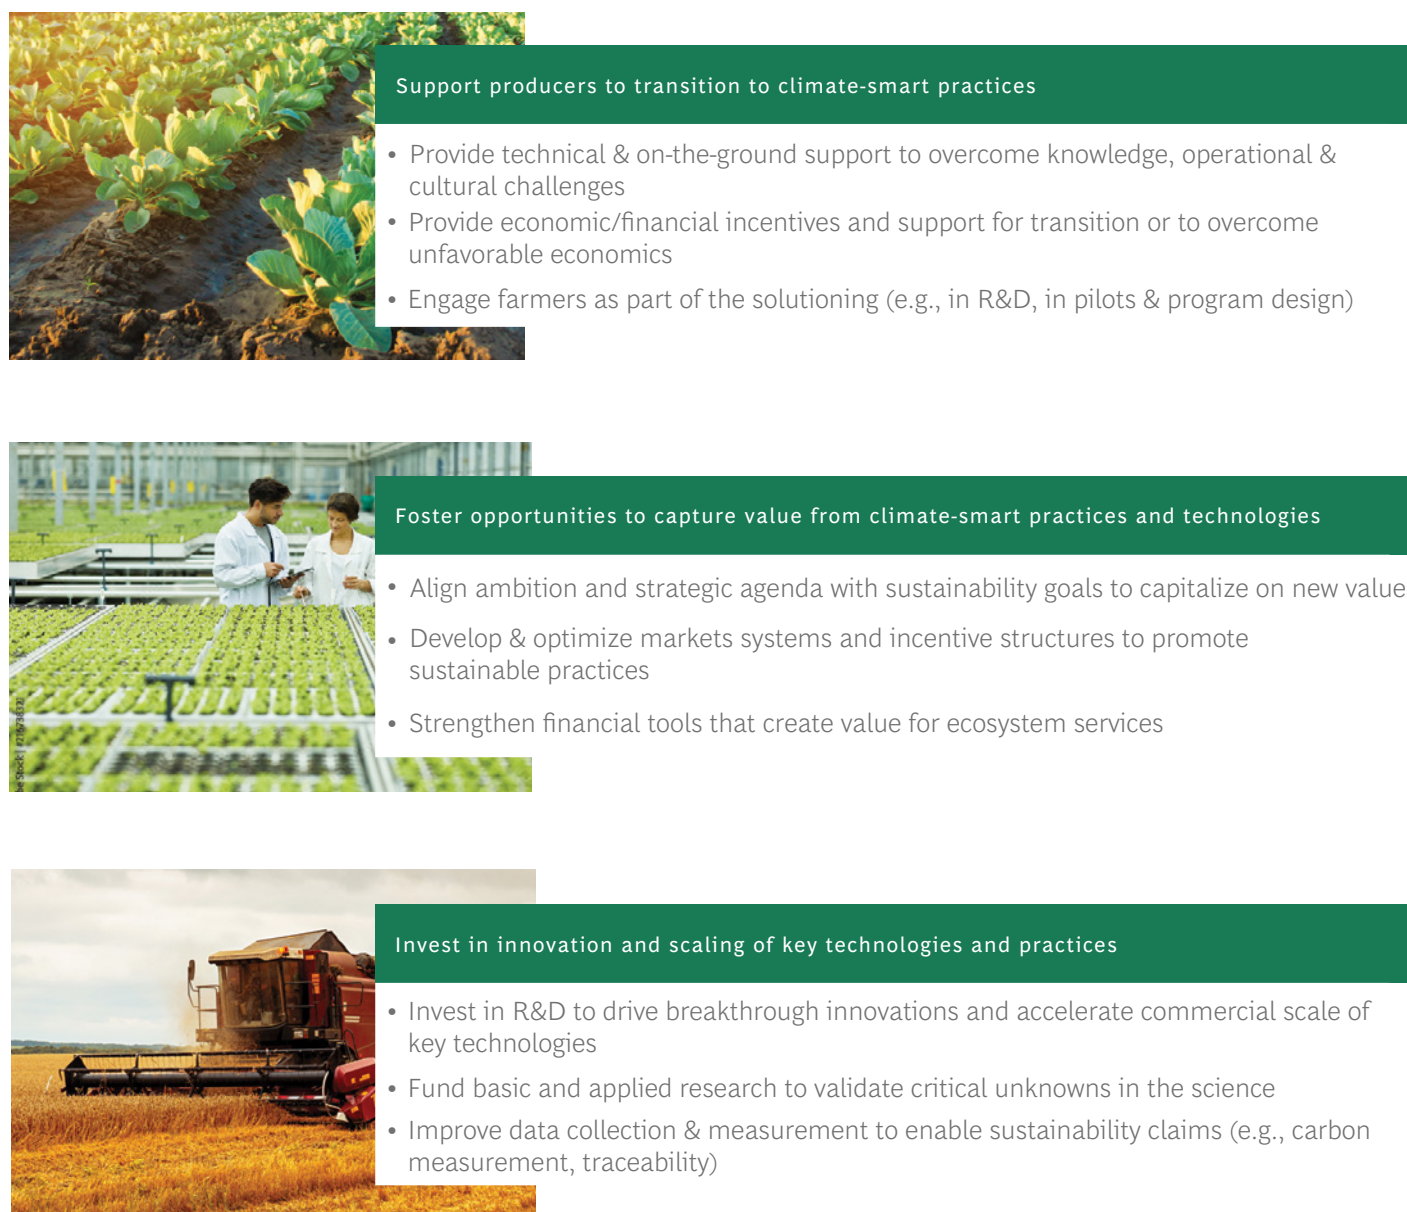 Support producers to transition to climate-smart practices
• Provide technical & on-the-ground support to overcome knowledge, operational &
cultural challenges
• Provide economic/financial incentives and support for transition or to overcome
unfavorable economics
• Engage farmers as part of the solutioning (e.g., in R&D, in pilots & program design)
Foster opportunities to capture value from climate-smart practices and technologies
• Align ambition and strategic agenda with sustainability goals to capitalize on new value
• Develop & optimize markets systems and incentive structures to promote
sustainable practices
• Strengthen financial tools that create value for ecosystem services
Invest in innovation and scaling of key technologies and practices
• Invest in R&D to drive breakthrough innovations and accelerate commercial scale of
key technologies
• Fund basic and applied research to validate critical unknowns in the science
• Improve data collection & measurement to enable sustainability claims (e.g., carbon
measurement, traceability)